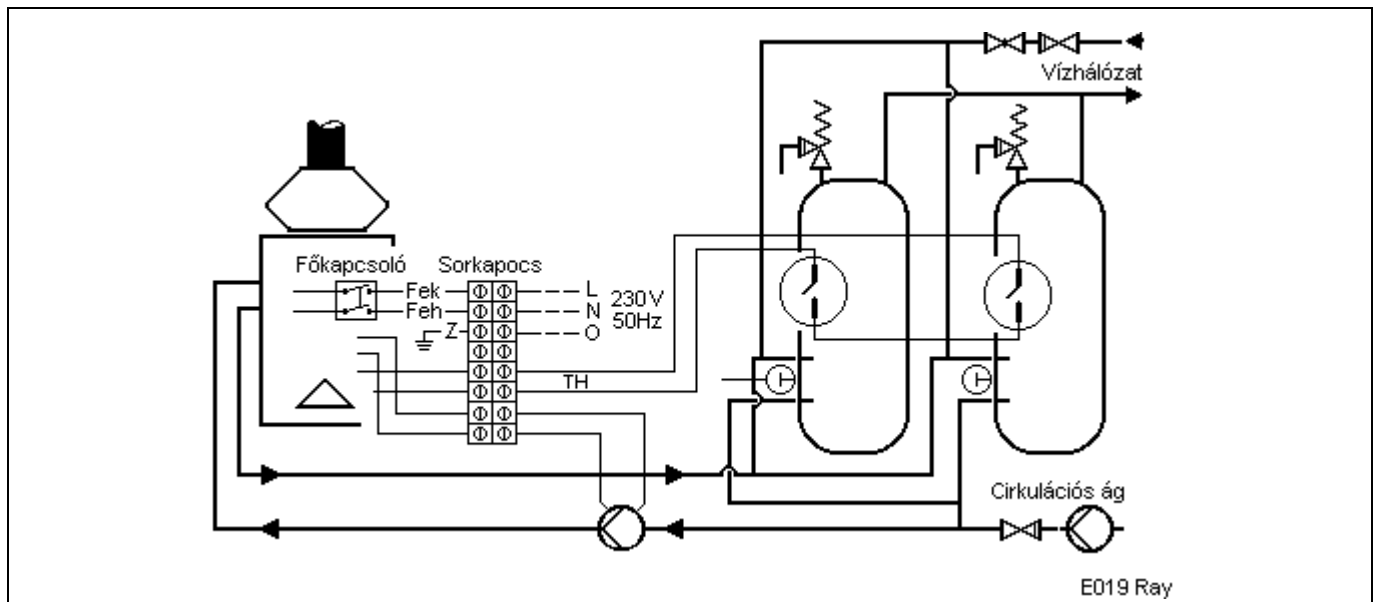 Vízhálózat
Főkapcsoló Sorkapocs
Fek L
Feh N 230V
Z O 50Hz
TH
Cirkulációs ág
E019 Ray